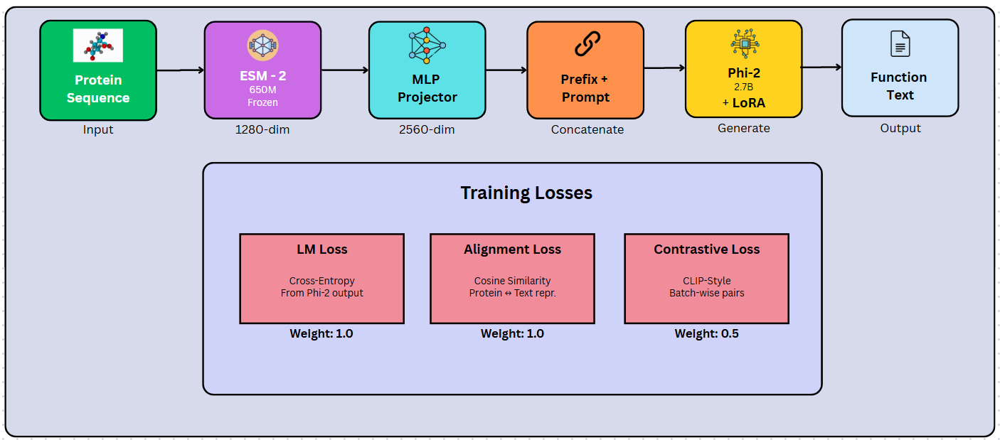 Protein
Sequence
Input
ESM - 2
650M
Frozen
1280-dim
MLP
Projector
2560-dim
Prefix +
Prompt
Concatenate
Phi-2
2.7B
+ LoRA
Generate
Function
Text
Output
Training Losses
LM Loss
Cross-Entropy
From Phi-2 output
Weight: 1.0
Alignment Loss
Cosine Similarity
Protein ↔ Text repr.
Weight: 1.0
Contrastive Loss
CLIP-Style
Batch-wise pairs
Weight: 0.5